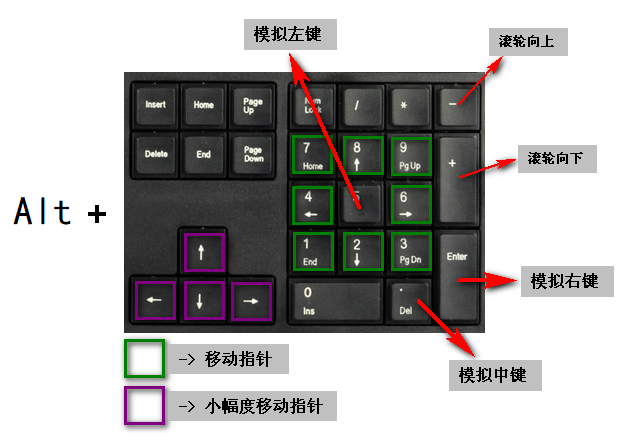 模拟左键
滚轮向上
Insert Home Page Up Num Lock / * −
Delete End Page Down 7 Home 8 ↑ 9 Pg Up +
滚轮向下
4 ← 5 6 →
Alt +
↑ 1 End 2 ↓ 3 Pg Dn Enter
← ↓ → 0 Ins . Del
模拟右键
-> 移动指针
模拟中键
-> 小幅度移动指针